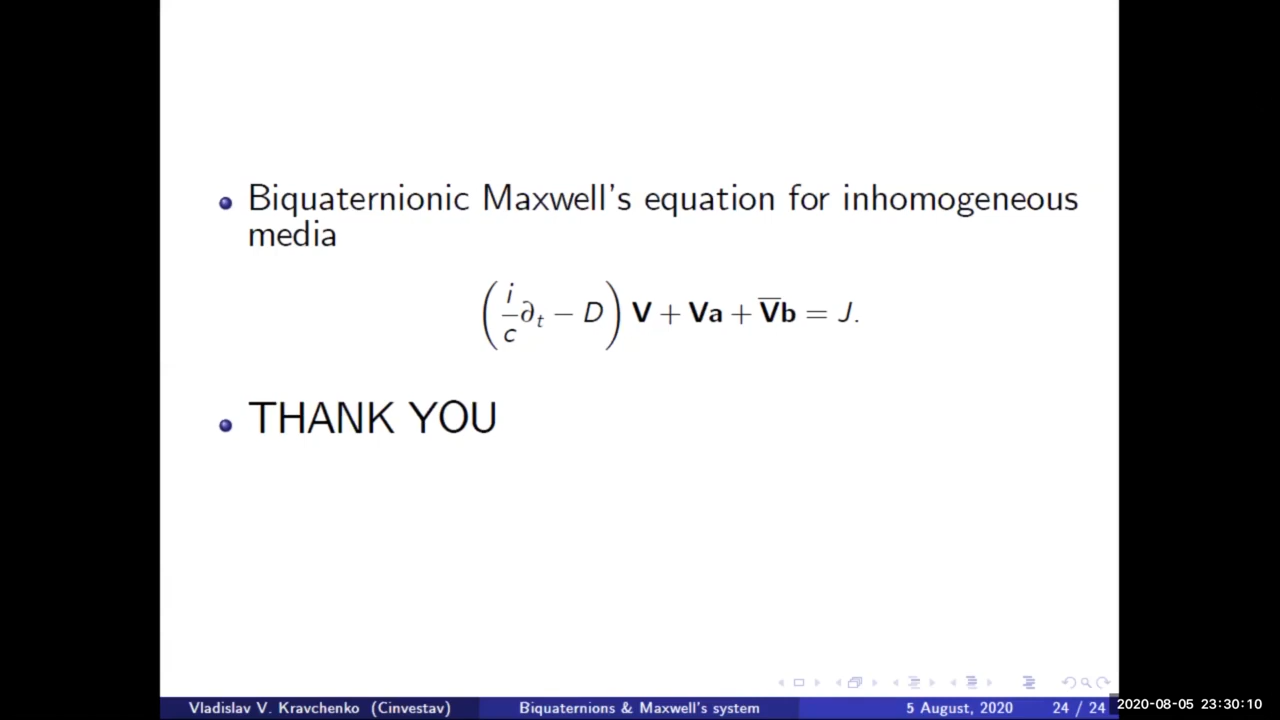 Biquaternionic Maxwell's equation for inhomogeneous
media
(i/c ∂ₜ − D) V + Va + V̅b = J.
THANK YOU
Vladislav V. Kravchenko (Cinvestav) Biquaternions & Maxwell's system 5 August, 2020 24 / 24
2020-08-05 23:30:10